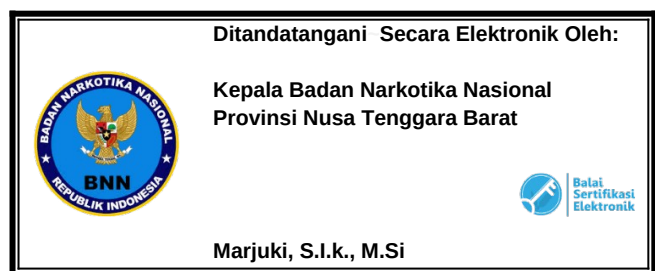 Ditandatangani Secara Elektronik Oleh:
Kepala Badan Narkotika Nasional
Provinsi Nusa Tenggara Barat
BADAN NARKOTIKA NASIONAL
BNN
REPUBLIK INDONESIA
Balai
Sertifikasi
Elektronik
Marjuki, S.I.k., M.Si